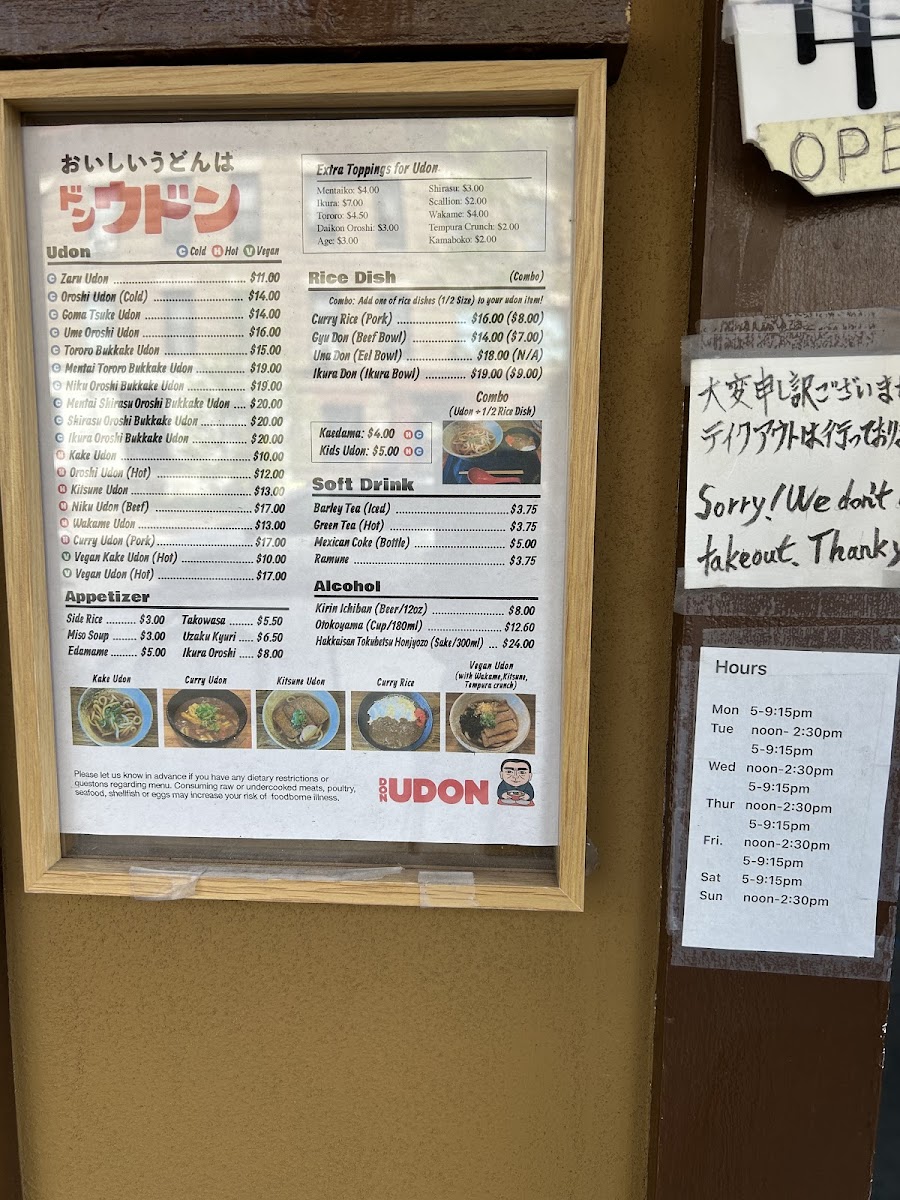 おいしいうどんは
ドンウドン
Udon
C Cold H Hot V Vegan
C Zaru Udon ........ $11.00
C Oroshi Udon (Cold) ........ $14.00
C Goma Tsuke Udon ........ $14.00
C Ume Oroshi Udon ........ $16.00
C Tororo Bukkake Udon ........ $15.00
C Mentai Tororo Bukkake Udon ........ $19.00
C Niku Oroshi Bukkake Udon ........ $19.00
C Mentai Shirasu Oroshi Bukkake Udon .... $20.00
C Shirasu Oroshi Bukkake Udon ........ $20.00
C Ikura Oroshi Bukkake Udon ........ $20.00
H Kake Udon ........ $10.00
H Oroshi Udon (Hot) ........ $12.00
H Kitsune Udon ........ $13.00
H Niku Udon (Beef) ........ $17.00
H Wakame Udon ........ $13.00
H Curry Udon (Pork) ........ $17.00
V Vegan Kake Udon (Hot) ........ $10.00
V Vegan Udon (Hot) ........ $17.00
Appetizer
Side Rice ........ $3.00 Takowasa ........ $5.50
Miso Soup ........ $3.00 Uzaku Kyuri ..... $6.50
Edamame ......... $5.00 Ikura Oroshi ..... $8.00
Extra Toppings for Udon
Mentaiko: $4.00 Shirasu: $3.00
Ikura: $7.00 Scallion: $2.00
Tororo: $4.50 Wakame: $4.00
Daikon Oroshi: $3.00 Tempura Crunch: $2.00
Age: $3.00 Kamaboko: $2.00
Rice Dish (Combo)
Combo: Add one of rice dishes (1/2 Size) to your udon item!
Curry Rice (Pork) ........ $16.00 ($8.00)
Gyu Don (Beef Bowl) ........ $14.00 ($7.00)
Una Don (Eel Bowl) ........ $18.00 (N/A)
Ikura Don (Ikura Bowl) ........ $19.00 ($9.00)
Combo
(Udon + 1/2 Rice Dish)
Kaedama: $4.00 H C
Kids Udon: $5.00 H C
Soft Drink
Barley Tea (Iced) ........ $3.75
Green Tea (Hot) ........ $3.75
Mexican Coke (Bottle) ........ $5.00
Ramune ........ $3.75
Alcohol
Kirin Ichiban (Beer/12oz) ........ $8.00
Otokoyama (Cup/180ml) ........ $12.60
Hakkaisan Tokubetsu Honjyozo (Sake/300ml) ... $24.00
Kake Udon
Curry Udon
Kitsune Udon
Curry Rice
Vegan Udon
(with Wakame, Kitsune,
Tempura crunch)
Please let us know in advance if you have any dietary restrictions or
questons regarding menu. Consuming raw or undercooked meats, poultry,
seafood, shellfish or eggs may increase your risk of foodborne illness.
DON UDON
OPE
大変申し訳ございませ
テイクアウトは行っており
Sorry! We don't
takeout. Thank y
Hours
Mon 5-9:15pm
Tue noon- 2:30pm
5-9:15pm
Wed noon-2:30pm
5-9:15pm
Thur noon-2:30pm
5-9:15pm
Fri. noon-2:30pm
5-9:15pm
Sat 5-9:15pm
Sun noon-2:30pm